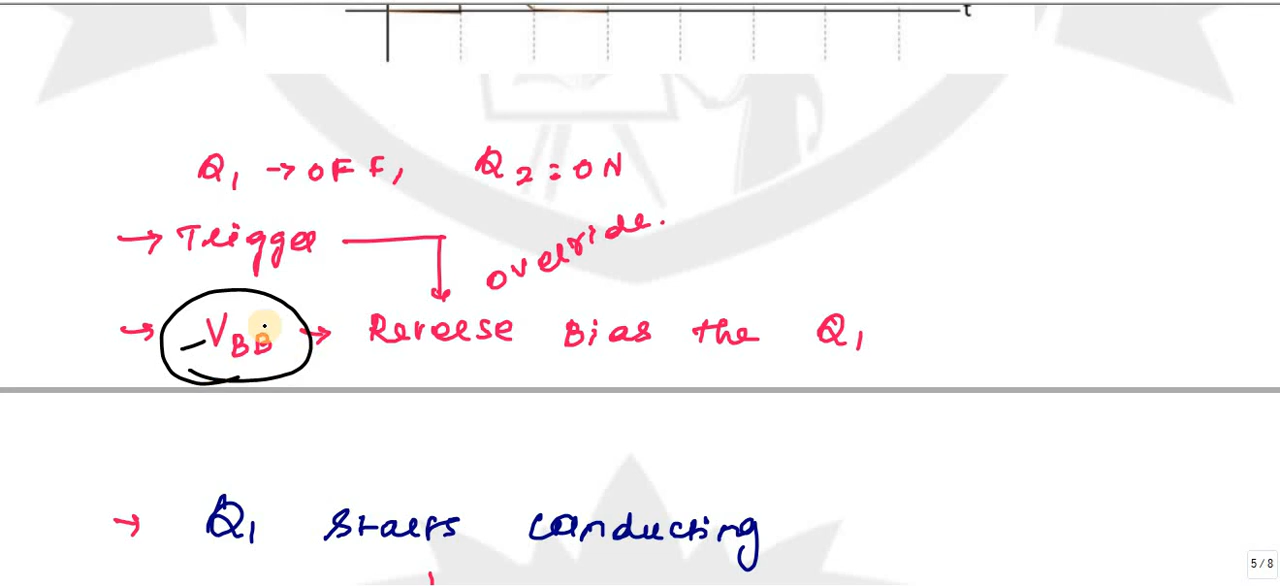 t
Q1 → OFF, Q2 = ON
→ Trigger
override.
→ -VBB → Reverse Bias the Q1
→ Q1 starts conducting
5 / 8